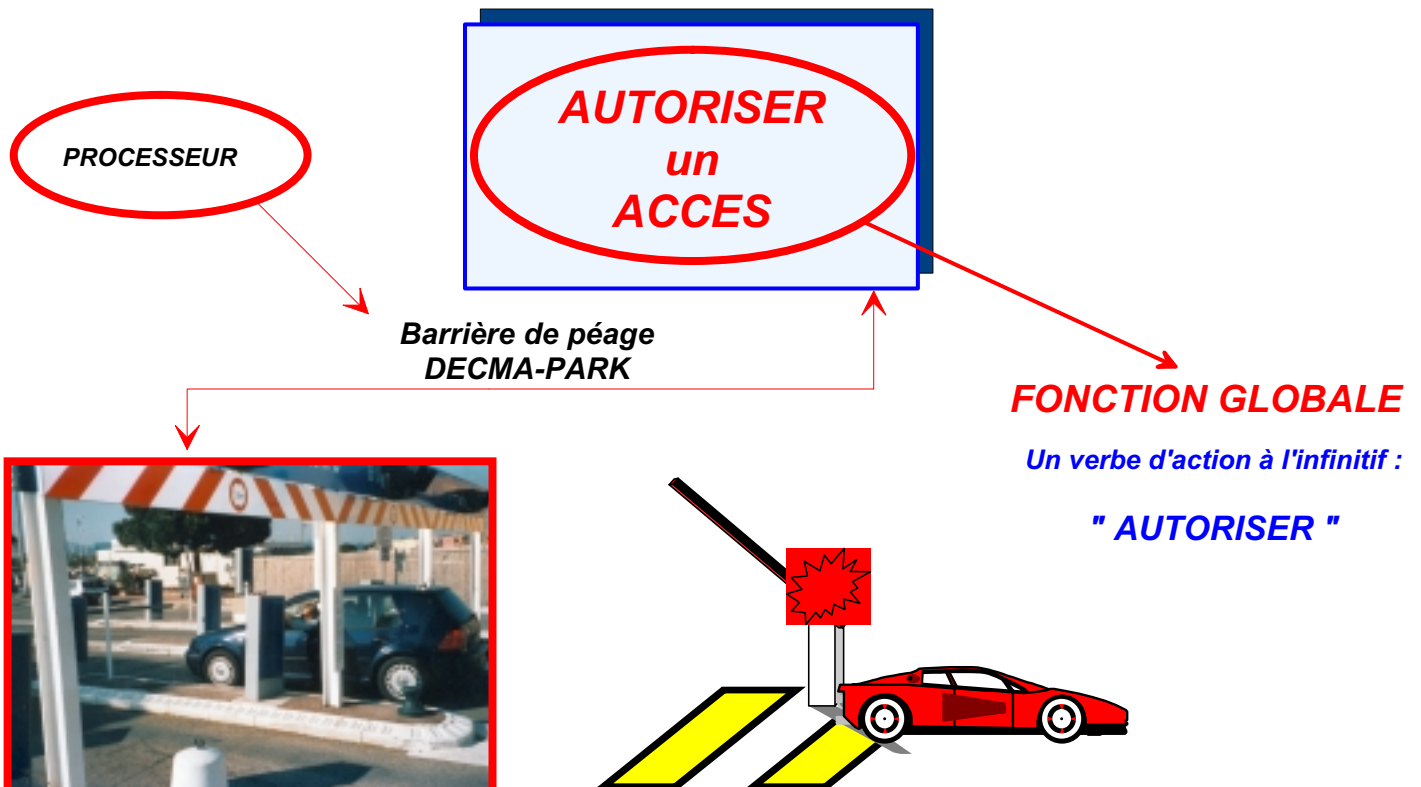 AUTORISER
un
ACCES
PROCESSEUR
Barrière de péage
DECMA-PARK
FONCTION GLOBALE
Un verbe d'action à l'infinitif :
" AUTORISER "